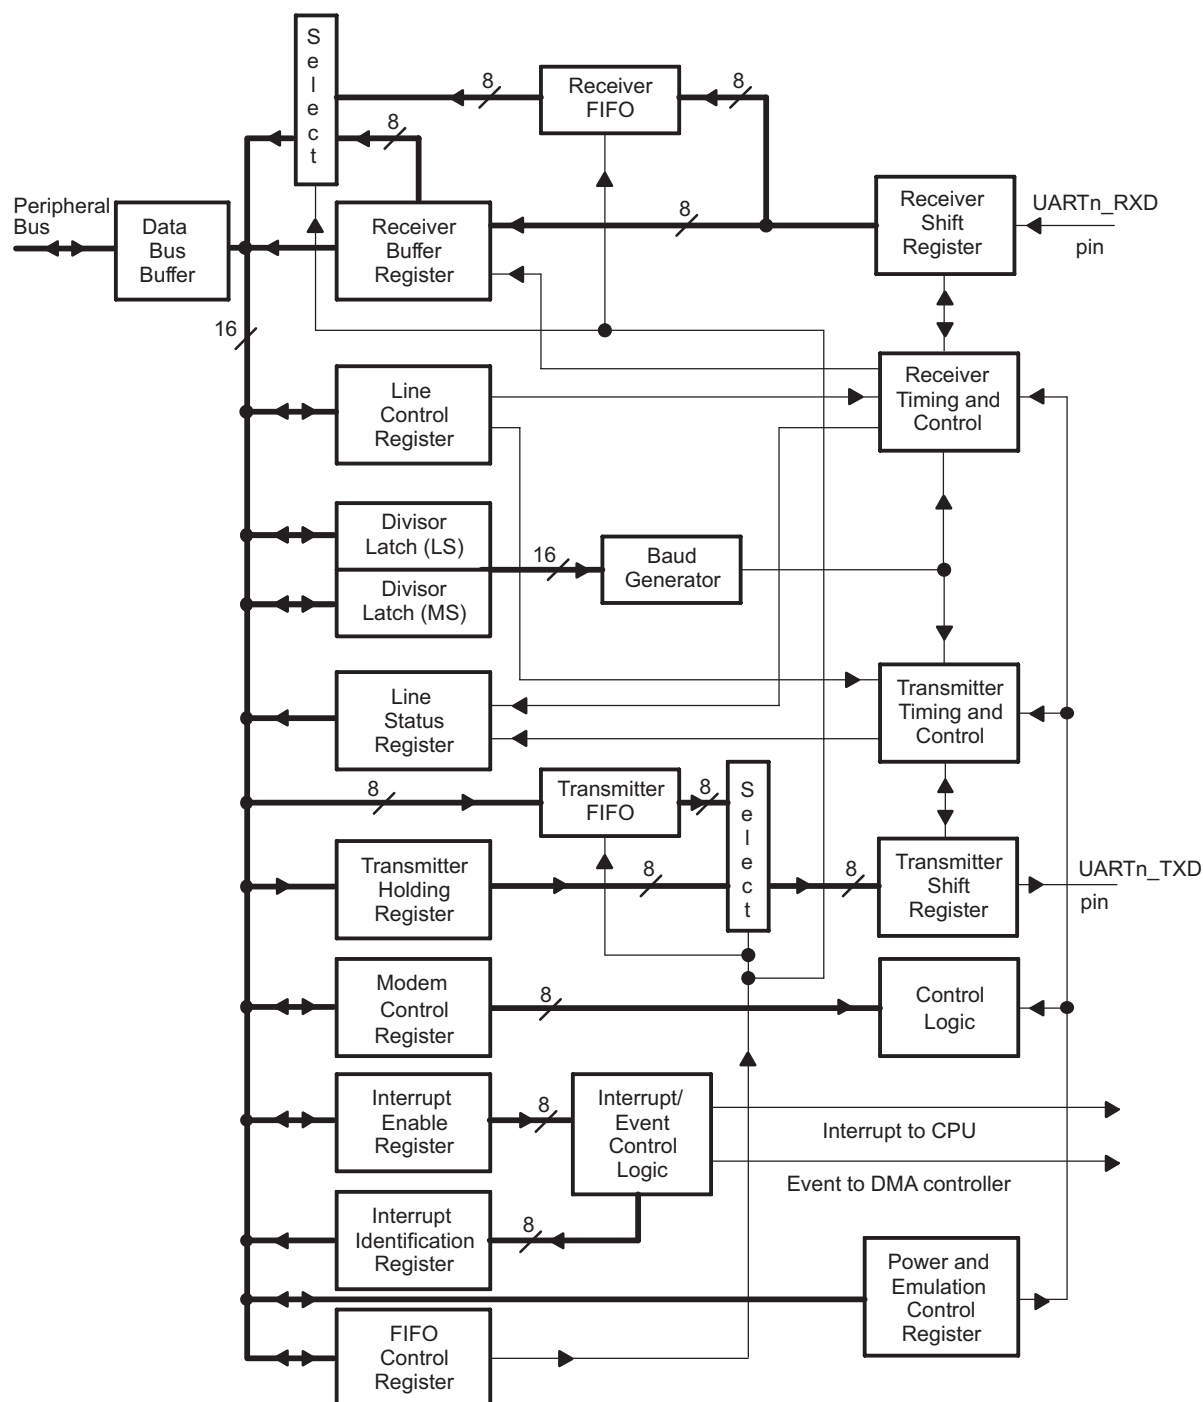 S
e
l
e
c
t
8
Receiver
FIFO
8
8
Peripheral
Bus
Data
Bus
Buffer
Receiver
Buffer
Register
8
Receiver
Shift
Register
UARTn_RXD
pin
16
Line
Control
Register
Receiver
Timing and
Control
Divisor
Latch (LS)
Divisor
Latch (MS)
16
Baud
Generator
Line
Status
Register
Transmitter
Timing and
Control
8
Transmitter
FIFO
8
S
e
l
e
c
t
Transmitter
Holding
Register
8
8
Transmitter
Shift
Register
UARTn_TXD
pin
Modem
Control
Register
8
Control
Logic
Interrupt
Enable
Register
8
Interrupt/
Event
Control
Logic
Interrupt to CPU
Event to DMA controller
Interrupt
Identification
Register
8
Power and
Emulation
Control
Register
FIFO
Control
Register